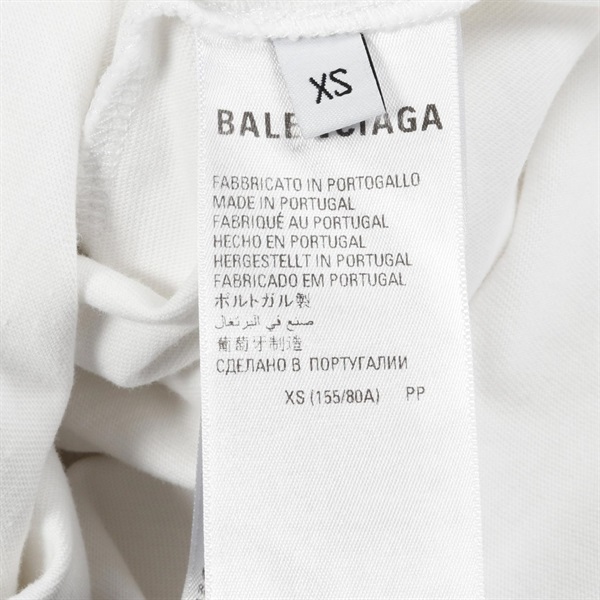 XS
BALENCIAGA
FABBRICATO IN PORTOGALLO
MADE IN PORTUGAL
FABRIQUÉ AU PORTUGAL
HECHO EN PORTUGAL
HERGESTELLT IN PORTUGAL
FABRICADO EM PORTUGAL
ポルトガル製
صنع في البرتغال
葡萄牙制造
СДЕЛАНО В ПОРТУГАЛИИ
XS (155/80A) PP